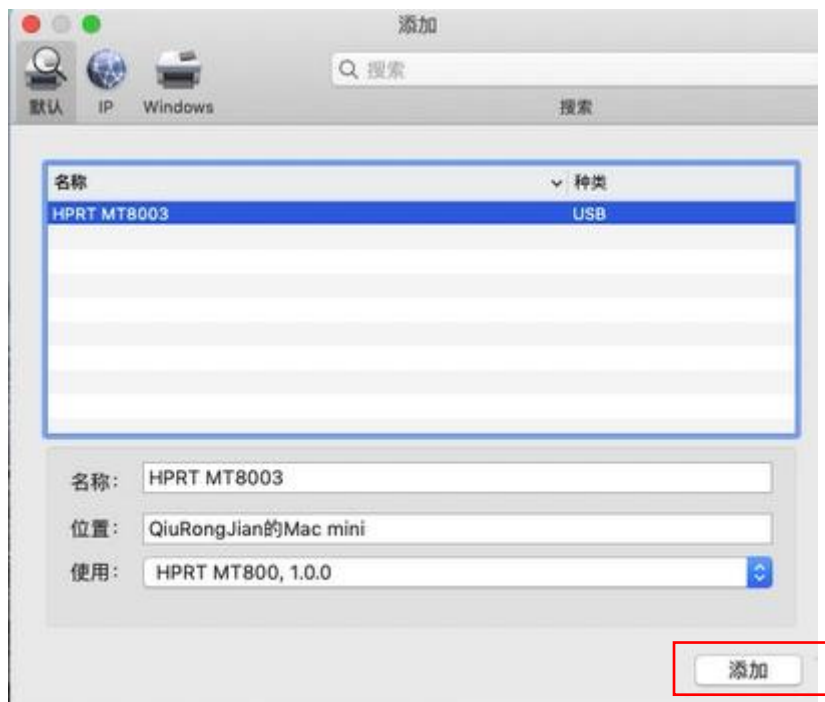 添加
搜索
默认 IP Windows 搜索
名称 种类
HPRT MT8003 USB
名称: HPRT MT8003
位置: QiuRongJian的Mac mini
使用: HPRT MT800, 1.0.0
添加